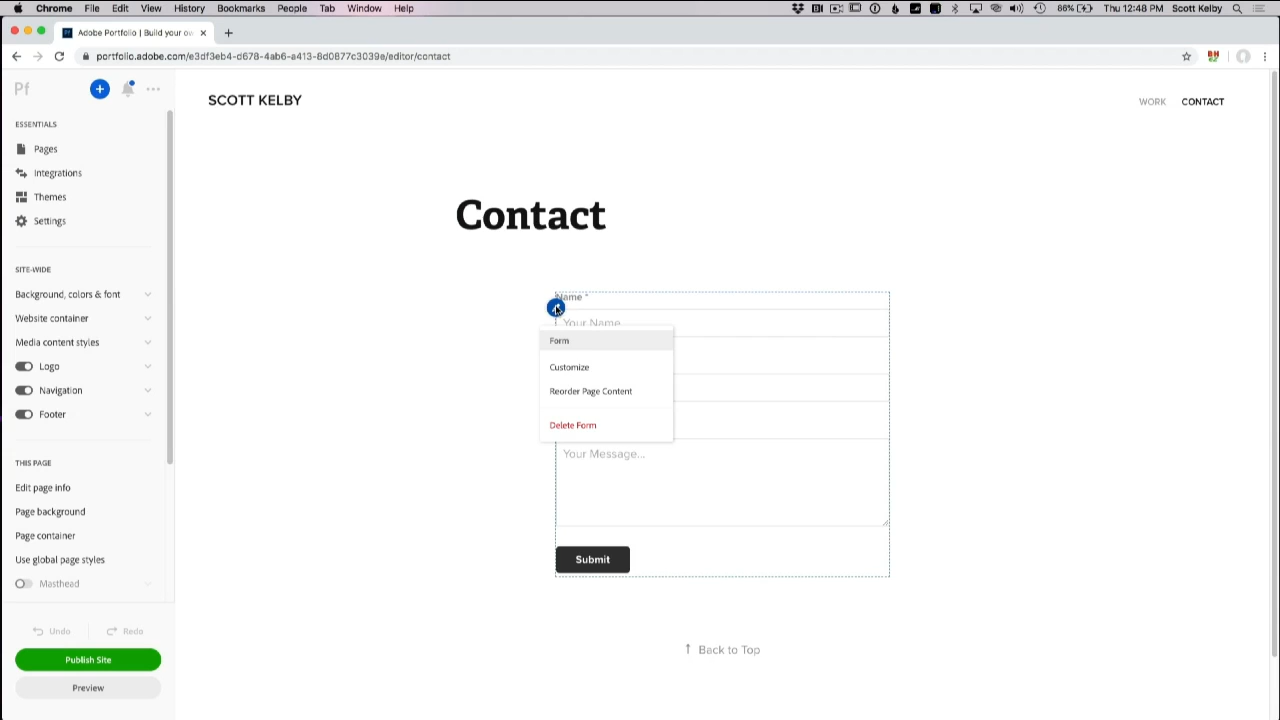 Chrome File Edit View History Bookmarks People Tab Window Help 86% Thu 12:48 PM Scott Kelby
Adobe Portfolio | Build your ow
portfolio.adobe.com/e3df3eb4-d678-4ab6-a413-8d0877c3039e/editor/contact
Pf
SCOTT KELBY
WORK CONTACT
ESSENTIALS
Pages
Integrations
Themes
Settings
SITE-WIDE
Background, colors & font
Website container
Media content styles
Logo
Navigation
Footer
THIS PAGE
Edit page info
Page background
Page container
Use global page styles
Masthead
Undo Redo
Publish Site
Preview
Contact
Name *
Your Name
Form
Customize
Reorder Page Content
Delete Form
Your Message...
Submit
↑ Back to Top